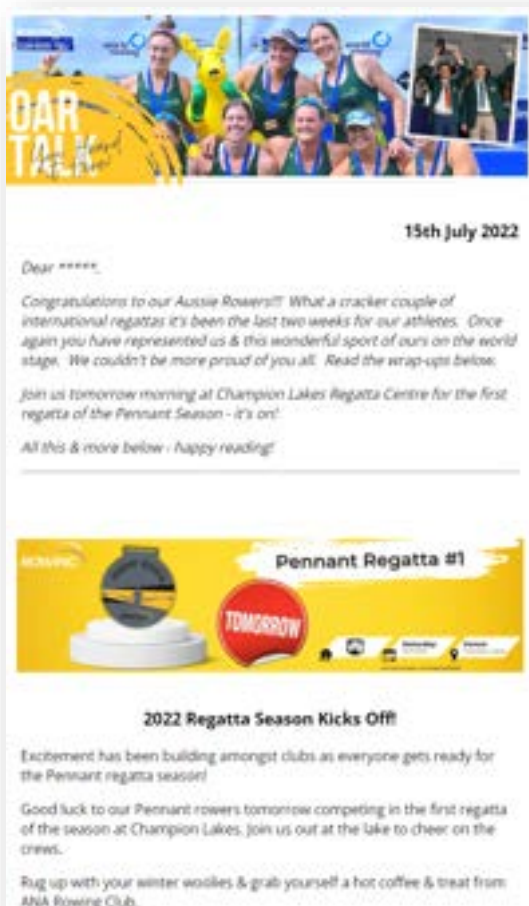 OAR
TALK
15th July 2022
Dear *****,
Congratulations to our Aussie Rowers!!! What a cracker couple of
international regattas it's been the last two weeks for our athletes. Once
again you have represented us & this wonderful sport of ours on the world
stage. We couldn't be more proud of you all. Read the wrap-ups below.
Join us tomorrow morning at Champion Lakes Regatta Centre for the first
regatta of the Pennant Season - it's on!
All this & more below - happy reading!
ROWING
Pennant Regatta #1
TOMORROW
Saturday
2022 Regatta Season Kicks Off!
Excitement has been building amongst clubs as everyone gets ready for
the Pennant regatta season!
Good luck to our Pennant rowers tomorrow competing in the first regatta
of the season at Champion Lakes. Join us out at the lake to cheer on the
crews.
Rug up with your winter woolies & grab yourself a hot coffee & treat from
ANA Rowing Club.